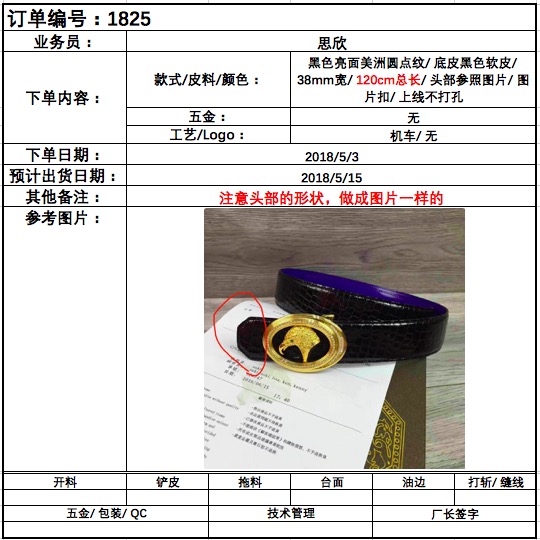 订单编号：1825
业务员： 思欣
下单内容： 款式/皮料/颜色： 黑色亮面美洲圆点纹/ 底皮黑色软皮/
38mm宽/ 120cm总长/ 头部参照图片/ 图
片扣/ 上线不打孔
五金： 无
工艺/Logo： 机车/ 无
下单日期： 2018/5/3
预计出货日期： 2018/5/15
其他备注： 注意头部的形状，做成图片一样的
参考图片：
2018/04/15
17.40
开料 铲皮 拖料 台面 油边 打斩/ 缝线
五金/ 包装/ QC 技术管理 厂长签字